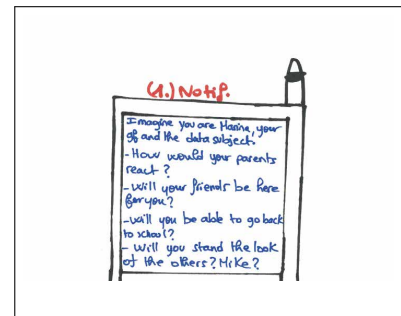 (1.) Notif.
Imagine you are Marine, your
gf and the data subject.
- How would your parents
react ?
- Will your friends be here
for you?
- Will you be able to go back
to school?
- Will you stand the look
of the others? Mike?